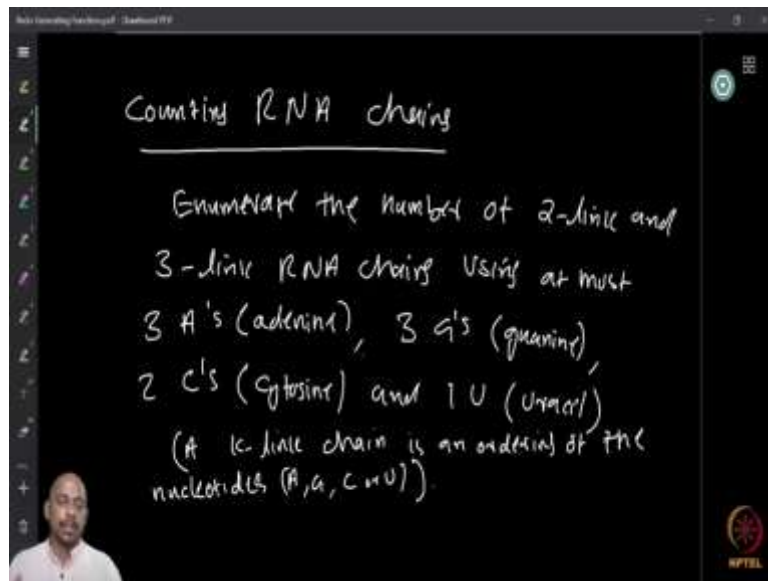 Counting RNA chains
Enumerate the number of 2-link and
3-link RNA chains using at most
3 A's (adenine), 3 G's (guanine),
2 C's (cytosine) and 1 U (uracil)
(A k-link chain is an ordering of the
nucleotides (A, G, C or U)).
NPTEL